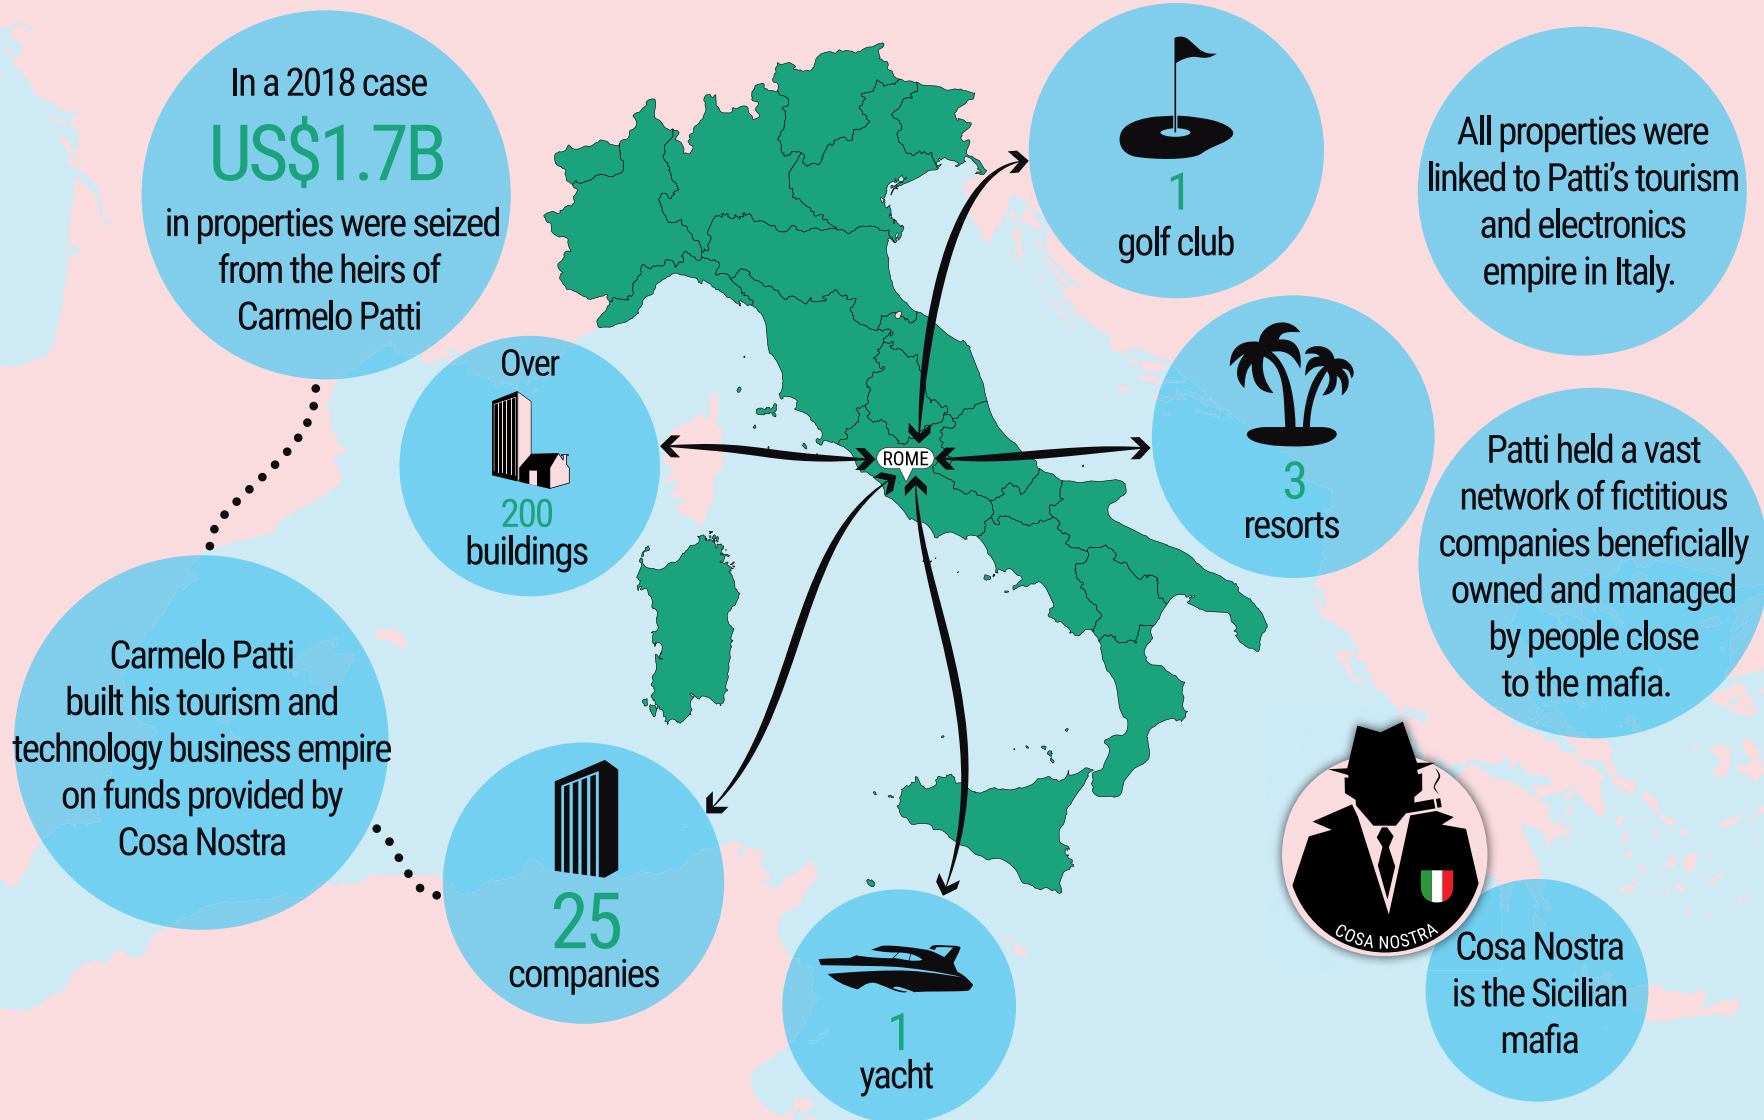 In a 2018 case
US$1.7B
in properties were seized
from the heirs of
Carmelo Patti
1
golf club
All properties were
linked to Patti's tourism
and electronics
empire in Italy.
Over
200
buildings
ROME
3
resorts
Patti held a vast
network of fictitious
companies beneficially
owned and managed
by people close
to the mafia.
Carmelo Patti
built his tourism and
technology business empire
on funds provided by
Cosa Nostra
25
companies
1
yacht
COSA NOSTRA
Cosa Nostra
is the Sicilian
mafia